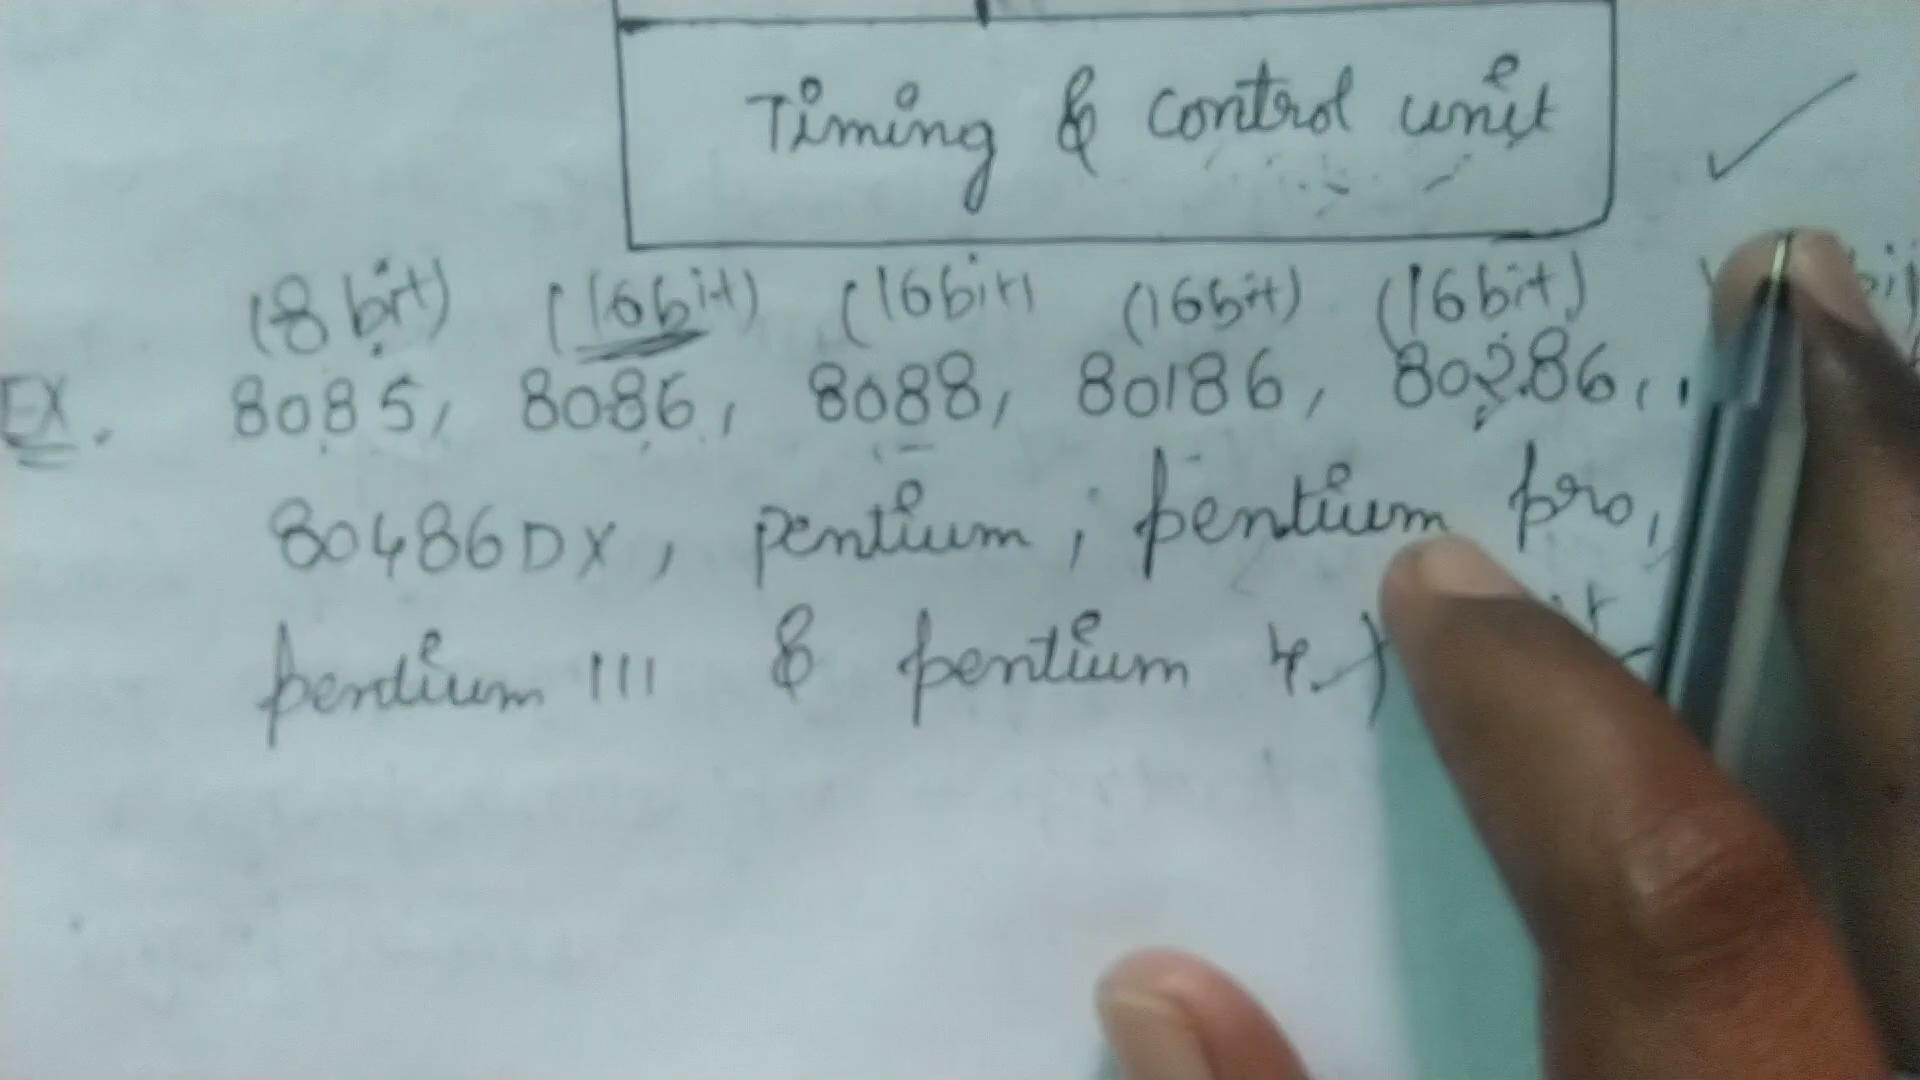 Timing & control unit
(8 bit) (16 bit) (16 bit) (16 bit) (16 bit)
EX. 8085, 8086, 8088, 80186, 80286,
80486DX, pentium, pentium pro,
pentium III & pentium 4.